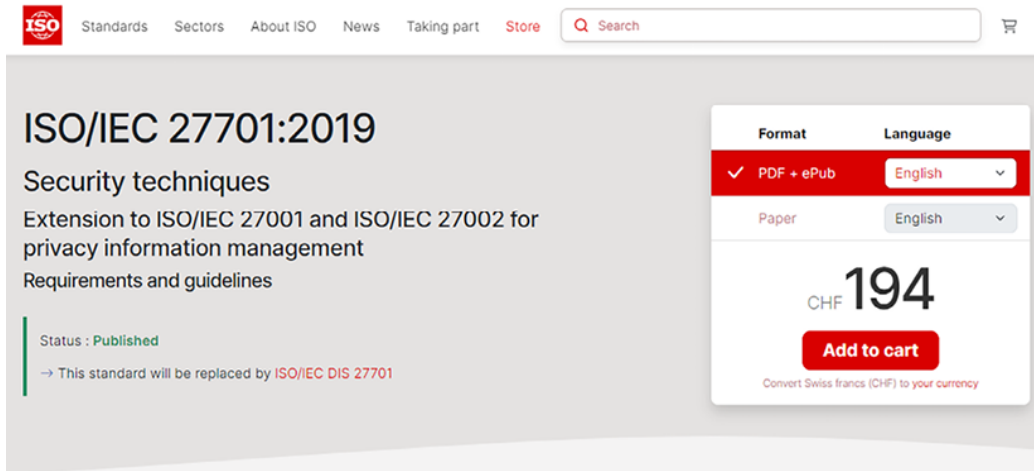 ISO
Standards Sectors About ISO News Taking part Store Search
ISO/IEC 27701:2019
Security techniques
Extension to ISO/IEC 27001 and ISO/IEC 27002 for
privacy information management
Requirements and guidelines
Status : Published
→ This standard will be replaced by ISO/IEC DIS 27701
Format Language
PDF + ePub English
Paper English
CHF 194
Add to cart
Convert Swiss francs (CHF) to your currency